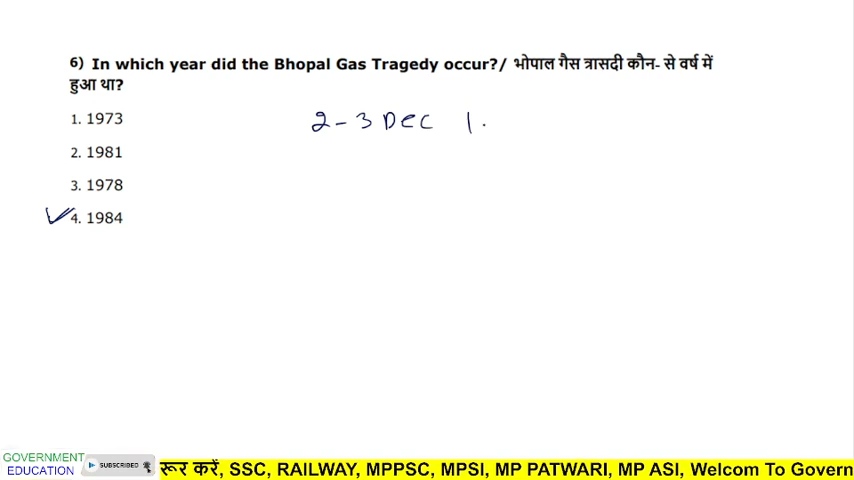 6) In which year did the Bhopal Gas Tragedy occur?/ भोपाल गैस त्रासदी कौन- से वर्ष में
हुआ था?
1. 1973
2 - 3 Dec 1.
2. 1981
3. 1978
4. 1984
GOVERNMENT
EDUCATION
SUBSCRIBED
रूर करें, SSC, RAILWAY, MPPSC, MPSI, MP PATWARI, MP ASI, Welcom To Govern